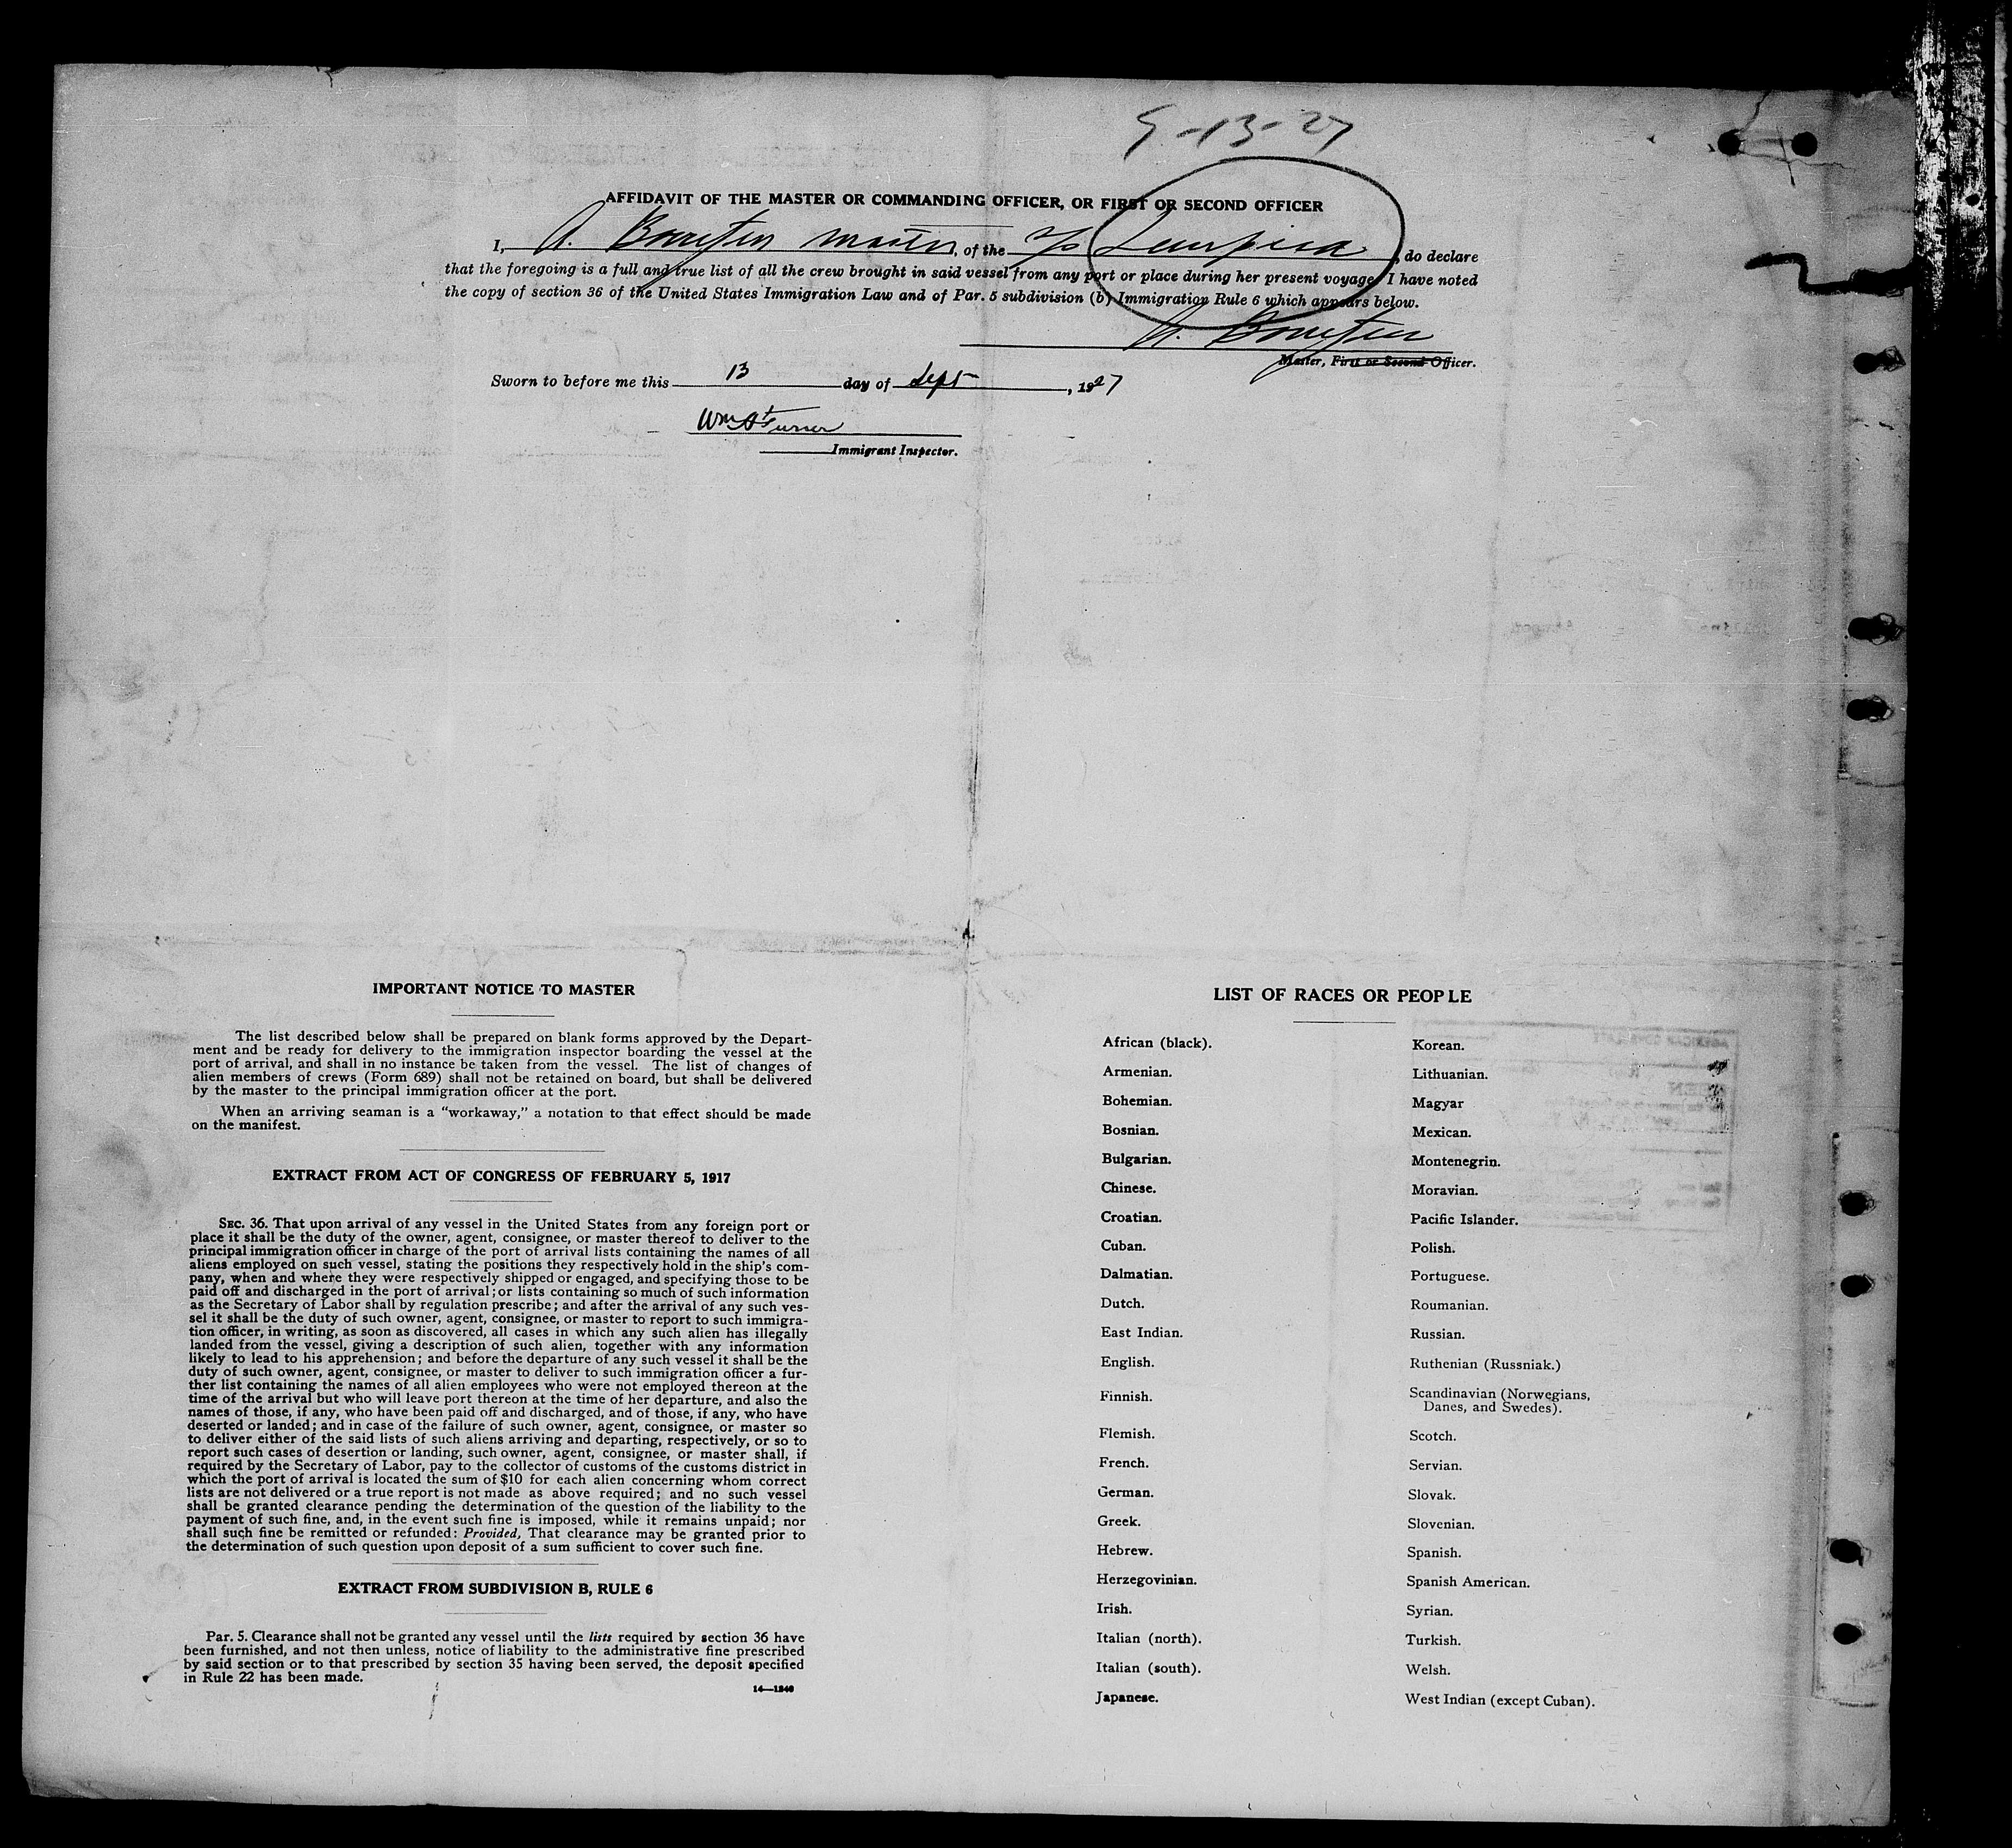 9-13-27
AFFIDAVIT OF THE MASTER OR COMMANDING OFFICER, OR FIRST OR SECOND OFFICER
I, A. master, of the S/S , do declare
that the foregoing is a full and true list of all the crew brought in said vessel from any port or place during her present voyage. I have noted
the copy of section 36 of the United States Immigration Law and of Par. 5 subdivision (b) Immigration Rule 6 which appears below.
A.
Master, First or Second Officer.
Sworn to before me this 13 day of Sept , 1927
Wm A Turner
Immigrant Inspector.
IMPORTANT NOTICE TO MASTER
The list described below shall be prepared on blank forms approved by the Depart-
ment and be ready for delivery to the immigration inspector boarding the vessel at the
port of arrival, and shall in no instance be taken from the vessel. The list of changes of
alien members of crews (Form 689) shall not be retained on board, but shall be delivered
by the master to the principal immigration officer at the port.
When an arriving seaman is a "workaway," a notation to that effect should be made
on the manifest.
EXTRACT FROM ACT OF CONGRESS OF FEBRUARY 5, 1917
SEC. 36. That upon arrival of any vessel in the United States from any foreign port or
place it shall be the duty of the owner, agent, consignee, or master thereof to deliver to the
principal immigration officer in charge of the port of arrival lists containing the names of all
aliens employed on such vessel, stating the positions they respectively hold in the ship's com-
pany, when and where they were respectively shipped or engaged, and specifying those to be
paid off and discharged in the port of arrival; or lists containing so much of such information
as the Secretary of Labor shall by regulation prescribe; and after the arrival of any such ves-
sel it shall be the duty of such owner, agent, consignee, or master to report to such immigra-
tion officer, in writing, as soon as discovered, all cases in which any such alien has illegally
landed from the vessel, giving a description of such alien, together with any information
likely to lead to his apprehension; and before the departure of any such vessel it shall be the
duty of such owner, agent, consignee, or master to deliver to such immigration officer a fur-
ther list containing the names of all alien employees who were not employed thereon at the
time of the arrival but who will leave port thereon at the time of her departure, and also the
names of those, if any, who have been paid off and discharged, and of those, if any, who have
deserted or landed; and in case of the failure of such owner, agent, consignee, or master so
to deliver either of the said lists of such aliens arriving and departing, respectively, or so to
report such cases of desertion or landing, such owner, agent, consignee, or master shall, if
required by the Secretary of Labor, pay to the collector of customs of the customs district in
which the port of arrival is located the sum of $10 for each alien concerning whom correct
lists are not delivered or a true report is not made as above required; and no such vessel
shall be granted clearance pending the determination of the question of the liability to the
payment of such fine, and, in the event such fine is imposed, while it remains unpaid; nor
shall such fine be remitted or refunded: Provided, That clearance may be granted prior to
the determination of such question upon deposit of a sum sufficient to cover such fine.
EXTRACT FROM SUBDIVISION B, RULE 6
Par. 5. Clearance shall not be granted any vessel until the lists required by section 36 have
been furnished, and not then unless, notice of liability to the administrative fine prescribed
by said section or to that prescribed by section 35 having been served, the deposit specified
in Rule 22 has been made.
14—1240
LIST OF RACES OR PEOPLE
African (black).
Armenian.
Bohemian.
Bosnian.
Bulgarian.
Chinese.
Croatian.
Cuban.
Dalmatian.
Dutch.
East Indian.
English.
Finnish.
Flemish.
French.
German.
Greek.
Hebrew.
Herzegovinian.
Irish.
Italian (north).
Italian (south).
Japanese.
Korean.
Lithuanian.
Magyar
Mexican.
Montenegrin.
Moravian.
Pacific Islander.
Polish.
Portuguese.
Roumanian.
Russian.
Ruthenian (Russniak.)
Scandinavian (Norwegians,
Danes, and Swedes).
Scotch.
Servian.
Slovak.
Slovenian.
Spanish.
Spanish American.
Syrian.
Turkish.
Welsh.
West Indian (except Cuban).